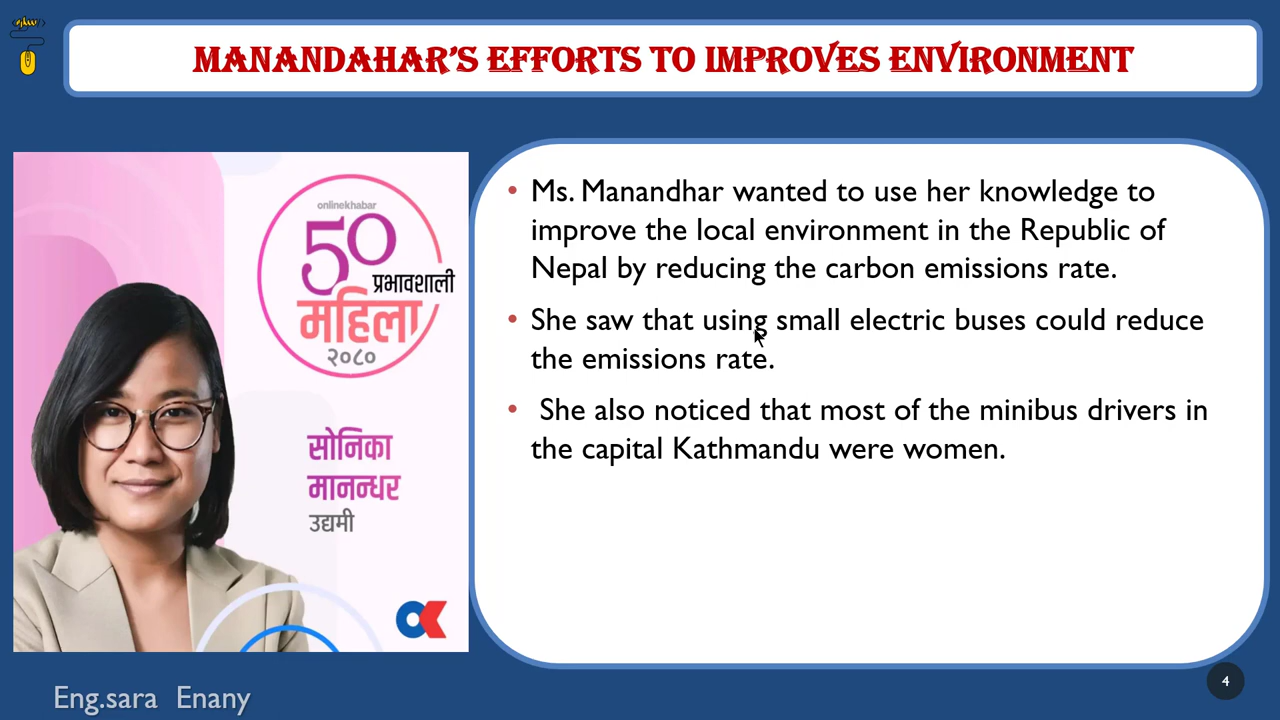 MANANDAHAR'S EFFORTS TO IMPROVES ENVIRONMENT
onlinekhabar
50
प्रभावशाली
महिला
२०८०
सोनिका
मानन्धर
उद्यमी
• Ms. Manandhar wanted to use her knowledge to
improve the local environment in the Republic of
Nepal by reducing the carbon emissions rate.
• She saw that using small electric buses could reduce
the emissions rate.
• She also noticed that most of the minibus drivers in
the capital Kathmandu were women.
4
Eng.sara Enany